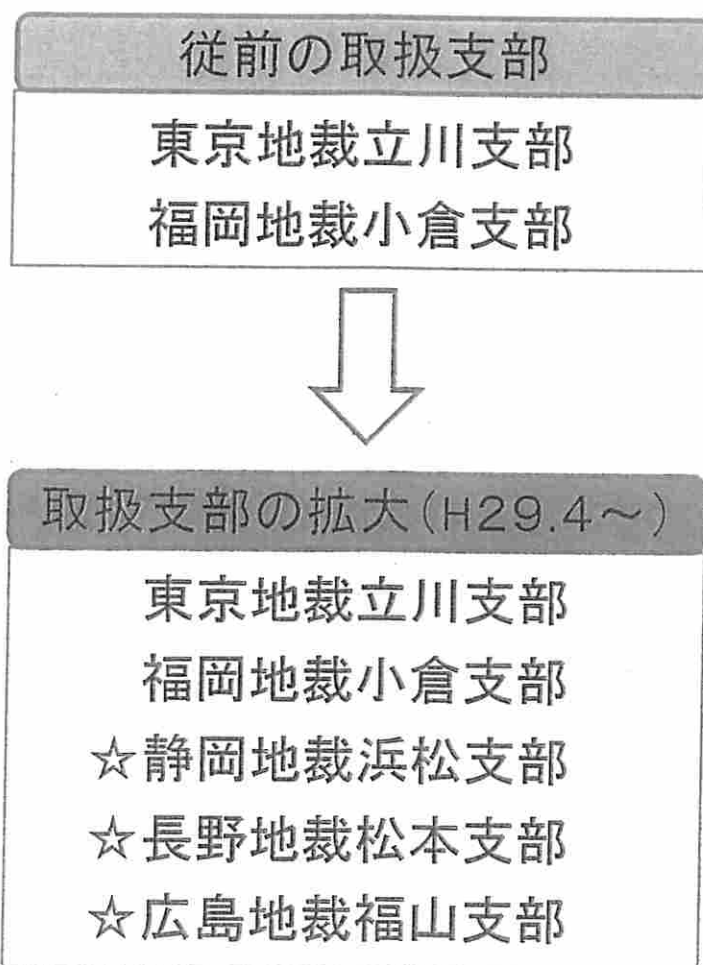 従前の取扱支部
東京地裁立川支部
福岡地裁小倉支部
取扱支部の拡大(H29.4～)
東京地裁立川支部
福岡地裁小倉支部
☆静岡地裁浜松支部
☆長野地裁松本支部
☆広島地裁福山支部